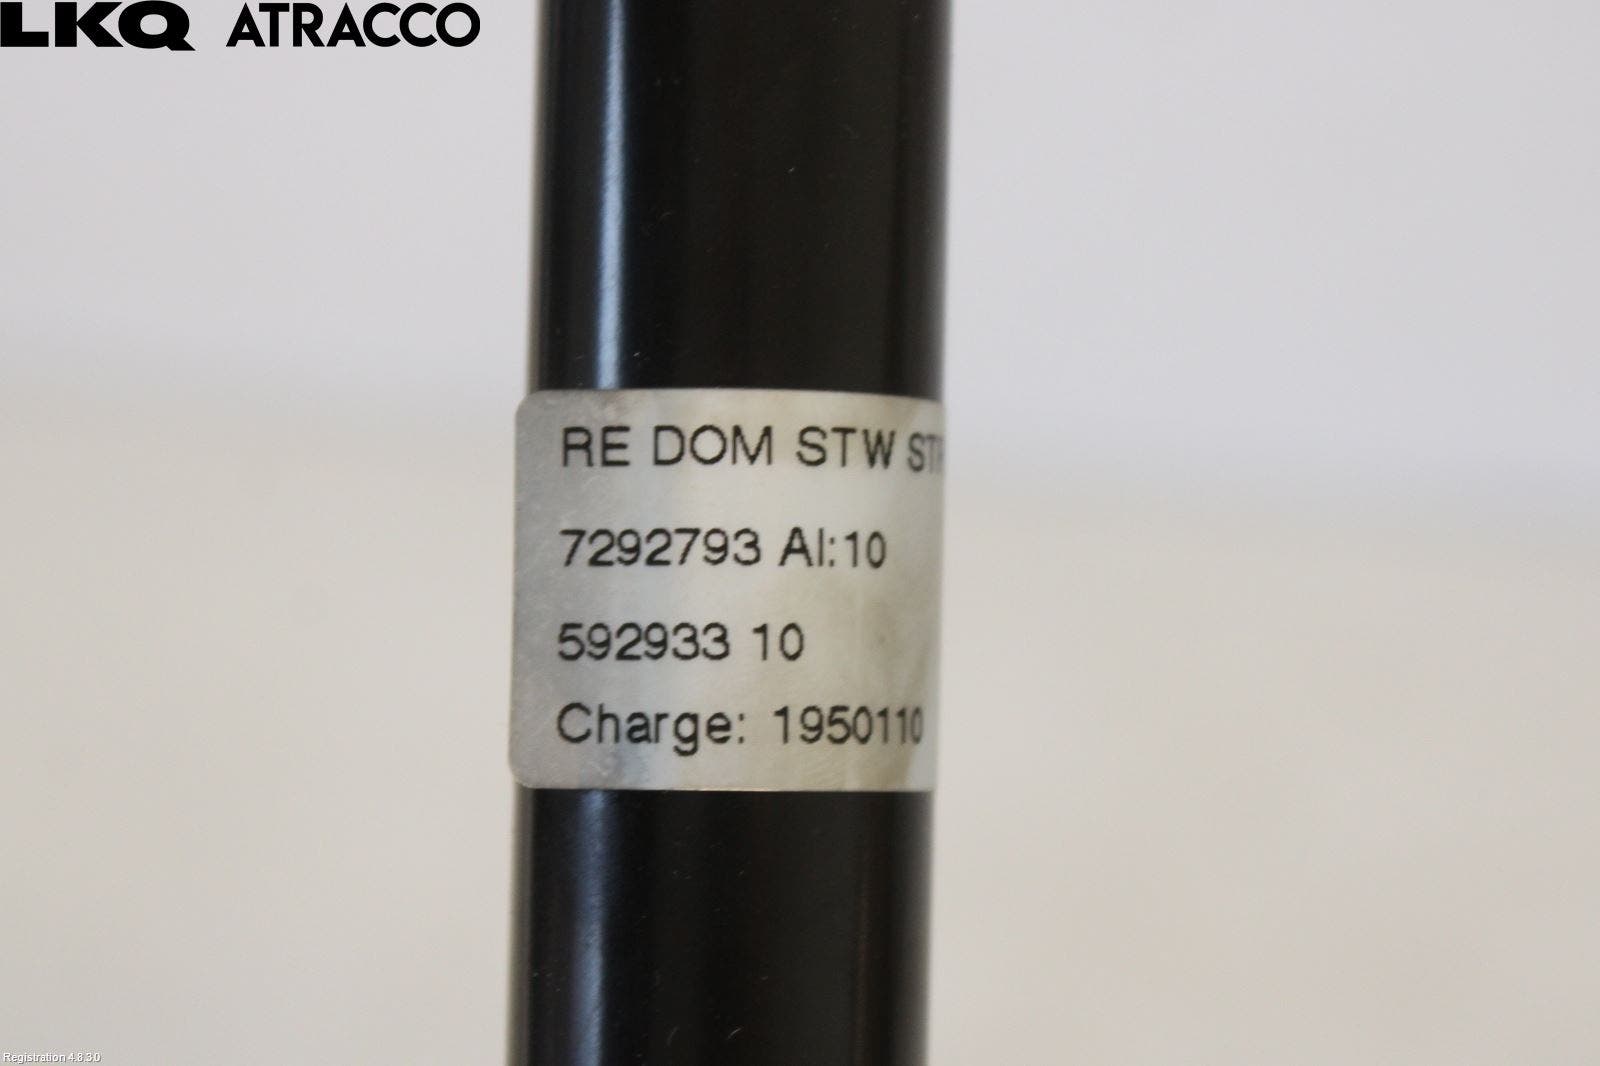 LKQ ATRACCO
RE DOM STW
7292793 AI:10
592933 10
Charge: 1950110
Registration 4.8.3.0